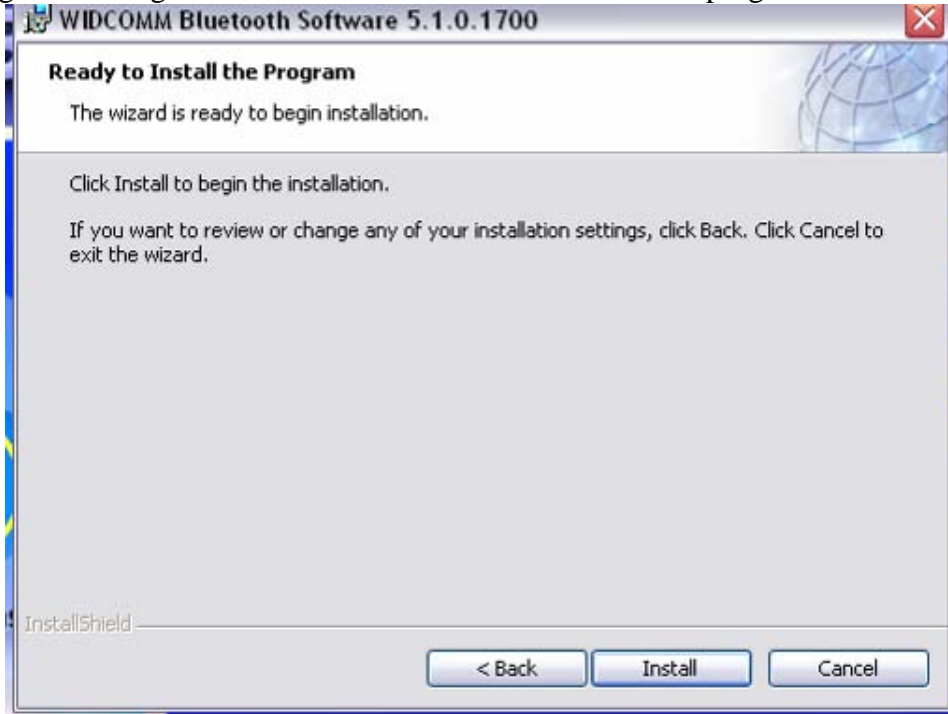 WIDCOMM Bluetooth Software 5.1.0.1700
Ready to Install the Program
The wizard is ready to begin installation.
Click Install to begin the installation.
If you want to review or change any of your installation settings, click Back. Click Cancel to
exit the wizard.
InstallShield
< Back Install Cancel